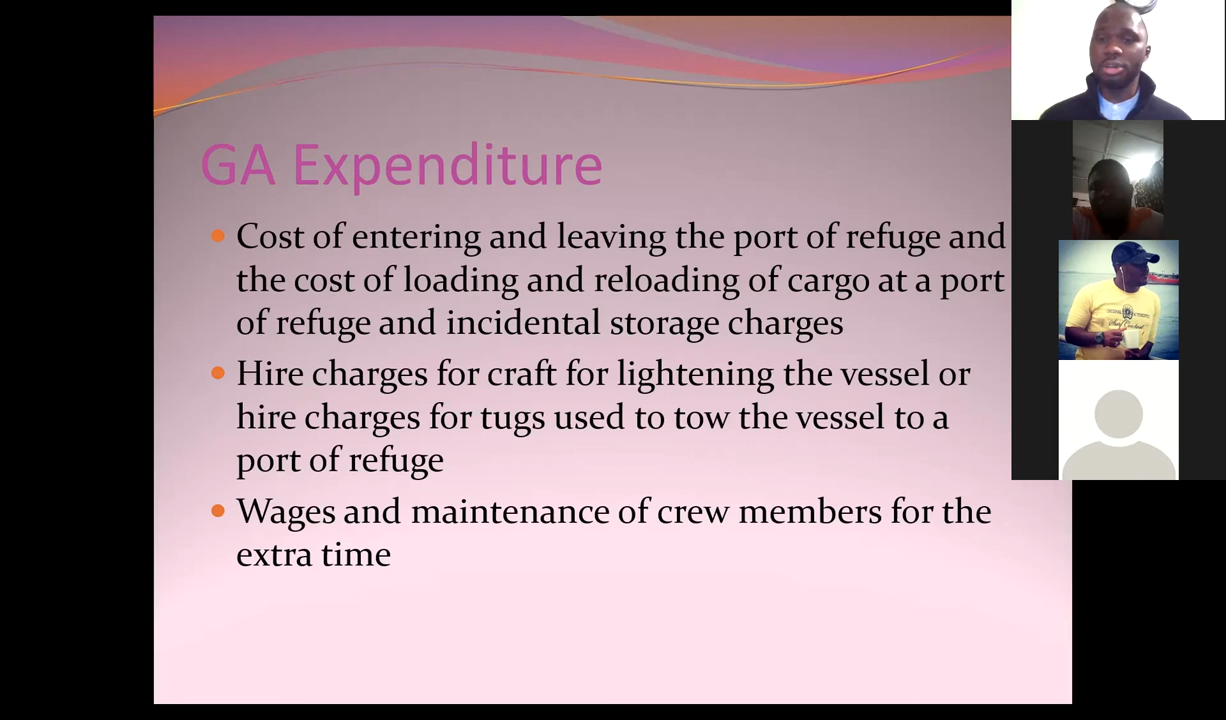 GA Expenditure
Cost of entering and leaving the port of refuge and
the cost of loading and reloading of cargo at a port
of refuge and incidental storage charges
Hire charges for craft for lightening the vessel or
hire charges for tugs used to tow the vessel to a
port of refuge
Wages and maintenance of crew members for the
extra time